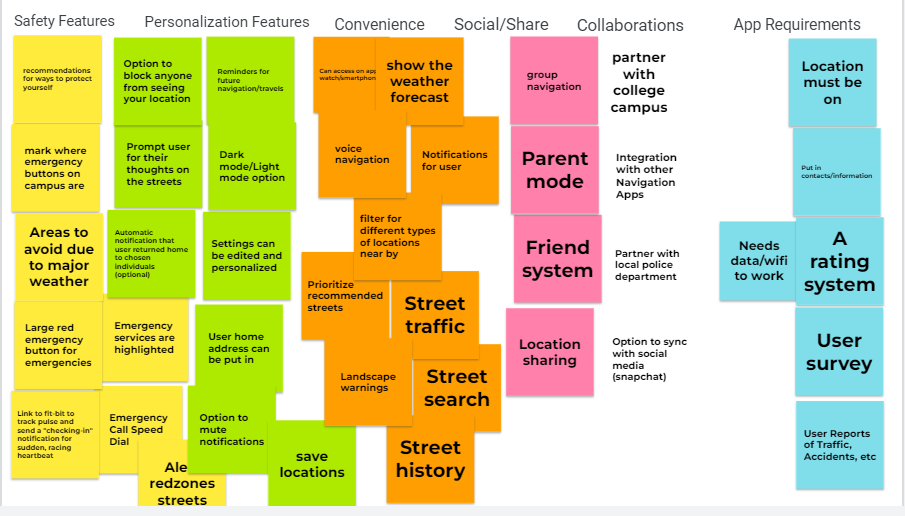 Safety Features
Personalization Features
Convenience
Social/Share
Collaborations
App Requirements
recommendations
for ways to protect
yourself
mark where
emergency
buttons on
campus are
Areas to
avoid due
to major
weather
Large red
emergency
button for
emergencies
Emergency
services are
highlighted
Link to fit-bit to
track pulse and
send a "checking-in"
notification for
sudden, racing
heartbeat
Emergency
Call Speed
Dial
redzones
streets
Option to
block anyone
from seeing
your location
Reminders for
future
navigation/travels
Prompt user
for their
thoughts on
the streets
Dark
mode/Light
mode option
Automatic
notification that
user returned home
to chosen
individuals
(optional)
Settings can
be edited and
personalized
User home
address can
be put in
Option to
mute
notifications
save
locations
Can access on app
watch/smartphon
show the
weather
forecast
voice
navigation
Notifications
for user
filter for
different types
of locations
near by
Prioritize
recommended
streets
Street
traffic
Landscape
warnings
Street
search
Street
history
group
navigation
Parent
mode
Friend
system
Location
sharing
partner
with
college
campus
Integration
with other
Navigation
Apps
Partner with
local police
department
Option to sync
with social
media
(snapchat)
Location
must be
on
Put in
contacts/information
Needs
data/wifi
to work
A
rating
system
User
survey
User Reports
of Traffic,
Accidents, etc